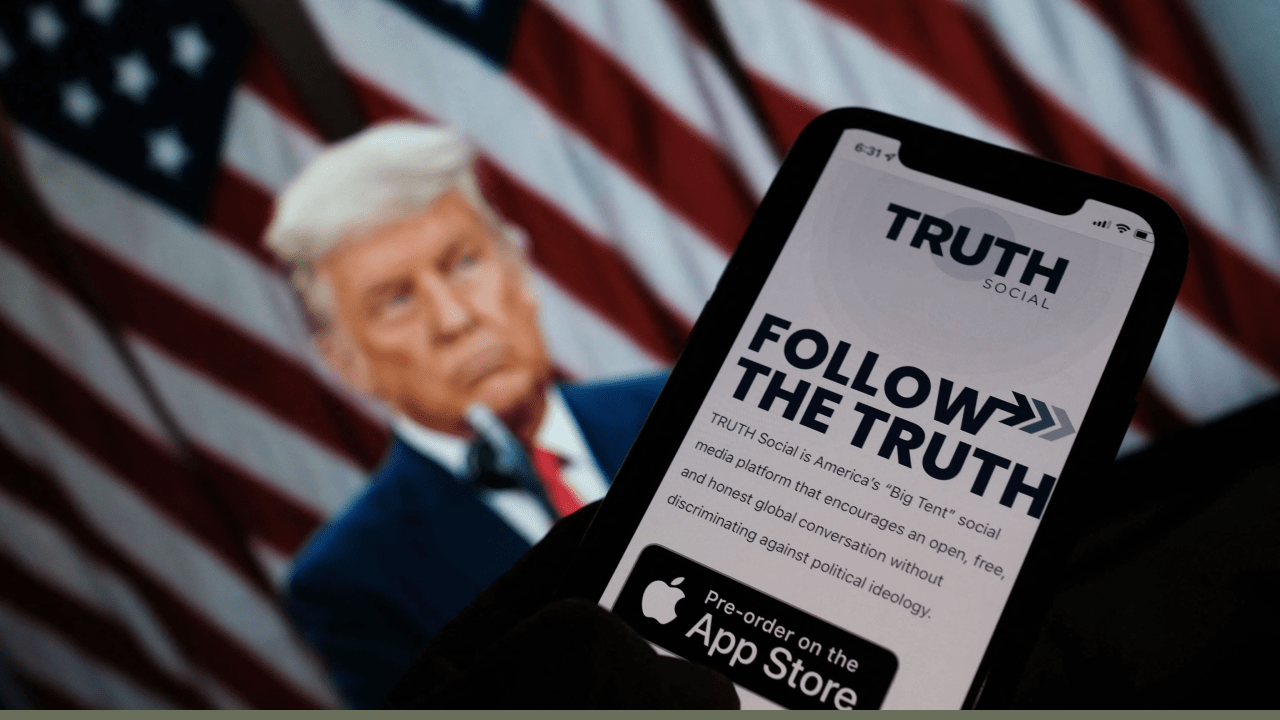 6:31
TRUTH
SOCIAL
FOLLOW
THE TRUTH
TRUTH Social is America's “Big Tent” social
media platform that encourages an open, free,
and honest global conversation without
discriminating against political ideology.
Pre-order on the
App Store